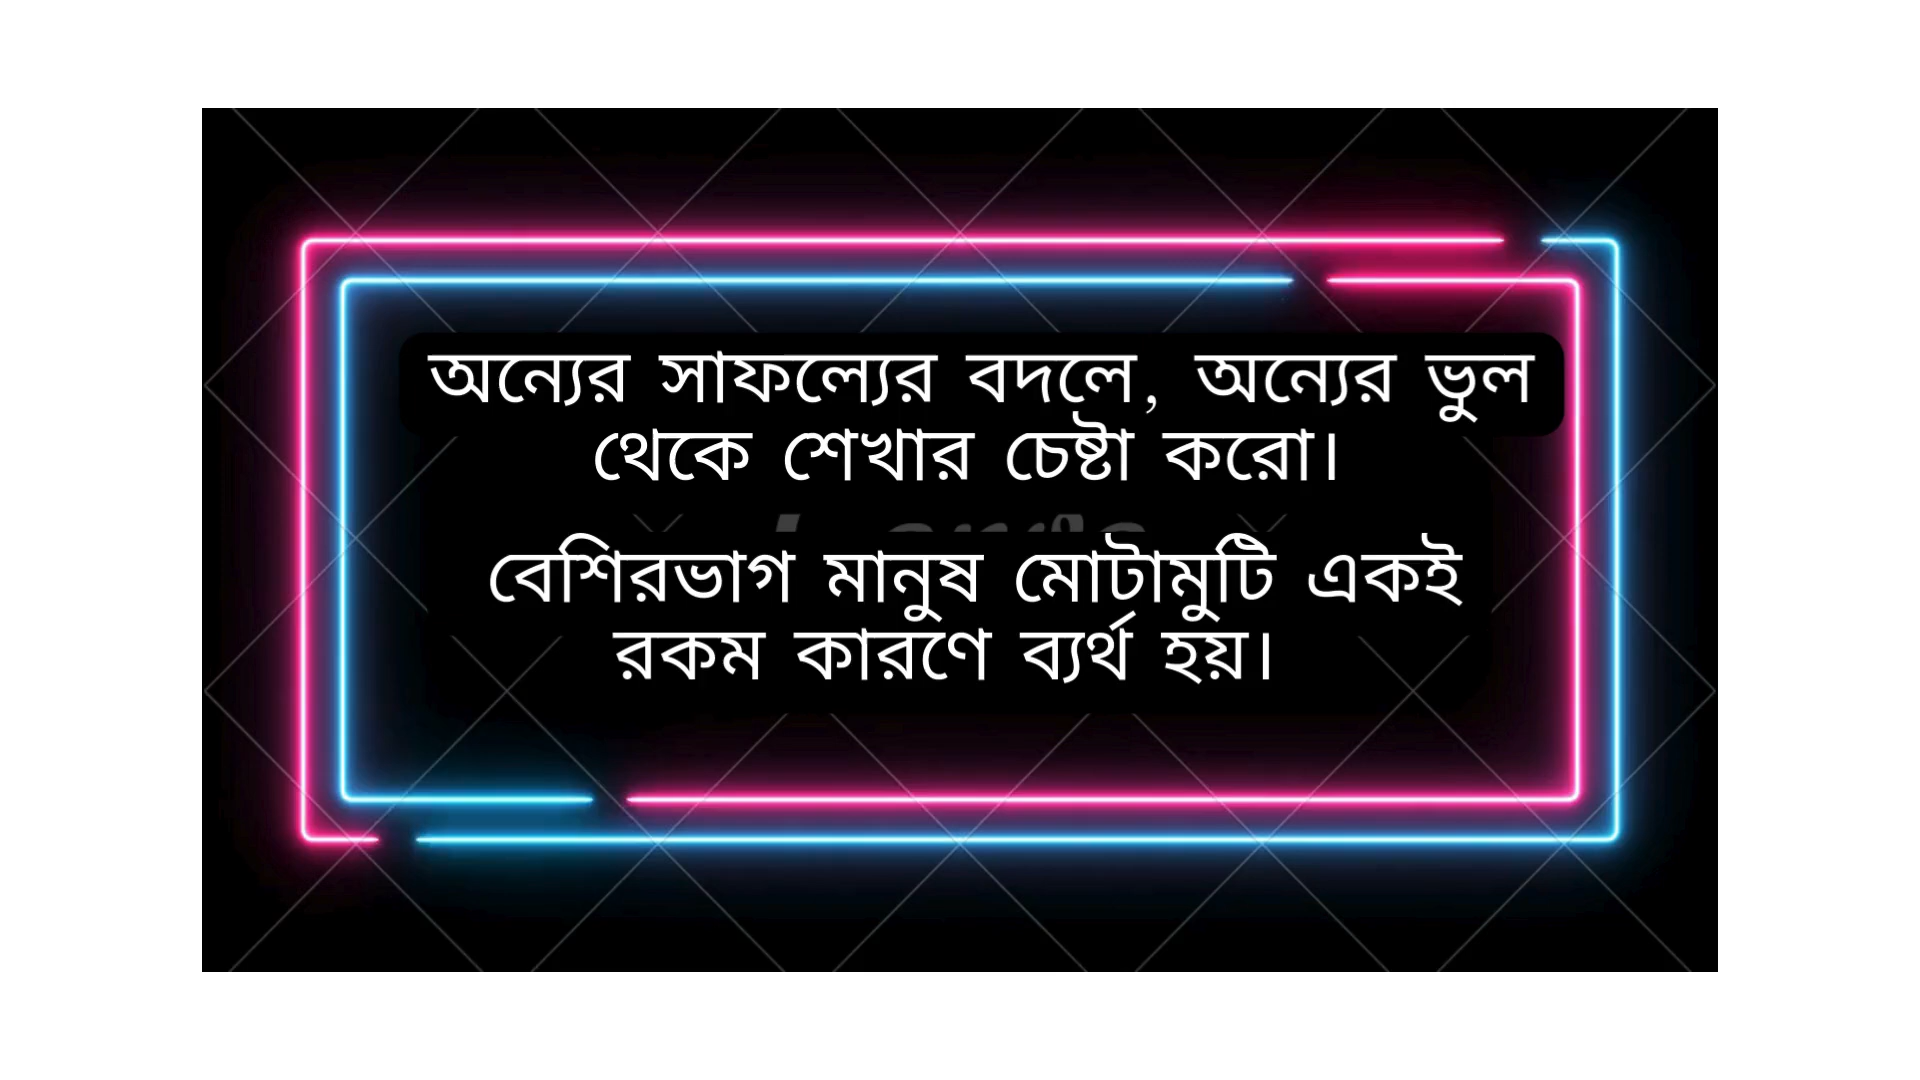 অন্যের সাফল্যের বদলে, অন্যের ভুল
থেকে শেখার চেষ্টা করো।
বেশিরভাগ মানুষ মোটামুটি একই
রকম কারণে ব্যর্থ হয়।